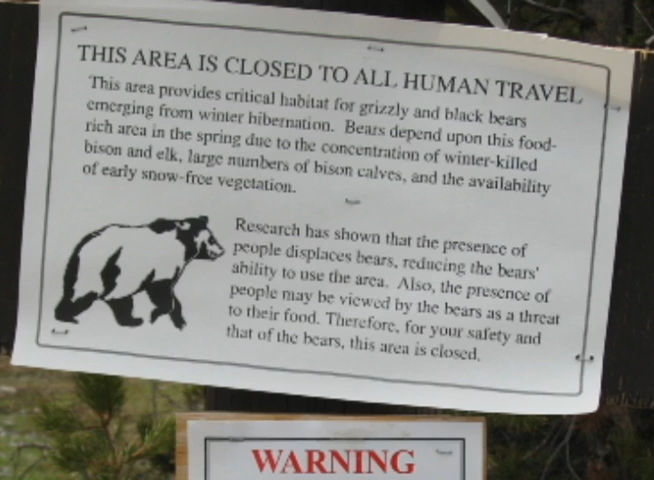 THIS AREA IS CLOSED TO ALL HUMAN TRAVEL
This area provides critical habitat for grizzly and black bears
emerging from winter hibernation. Bears depend upon this food-
rich area in the spring due to the concentration of winter-killed
bison and elk, large numbers of bison calves, and the availability
of early snow-free vegetation.
Research has shown that the presence of
people displaces bears, reducing the bears'
ability to use the area. Also, the presence of
people may be viewed by the bears as a threat
to their food. Therefore, for your safety and
that of the bears, this area is closed.
WARNING